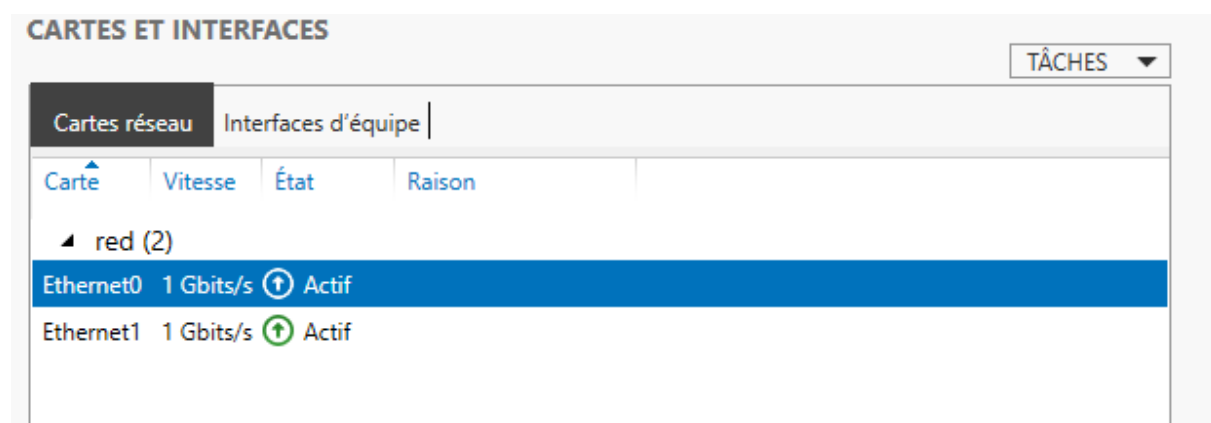 CARTES ET INTERFACES
TÂCHES
Cartes réseau Interfaces d'équipe
Carte Vitesse État Raison
red (2)
Ethernet0 1 Gbits/s Actif
Ethernet1 1 Gbits/s Actif